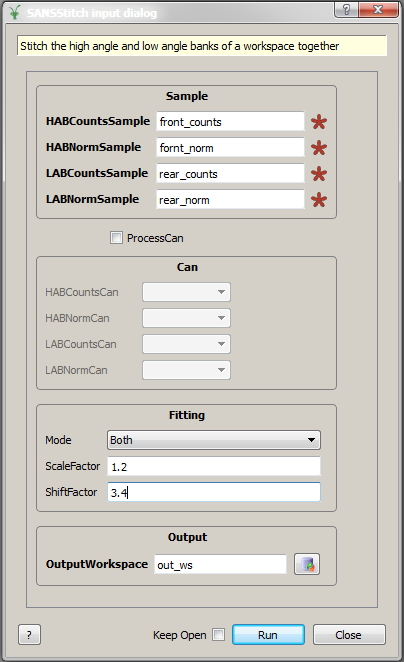 SANSStitch input dialog
? X
Stitch the high angle and low angle banks of a workspace together
Sample
HABCountsSample front_counts *
HABNormSample fornt_norm *
LABCountsSample rear_counts *
LABNormSample rear_norm *
ProcessCan
Can
HABCountsCan
HABNormCan
LABCountsCan
LABNormCan
Fitting
Mode Both
ScaleFactor 1.2
ShiftFactor 3.4
Output
OutputWorkspace out_ws
? Keep Open Run Close